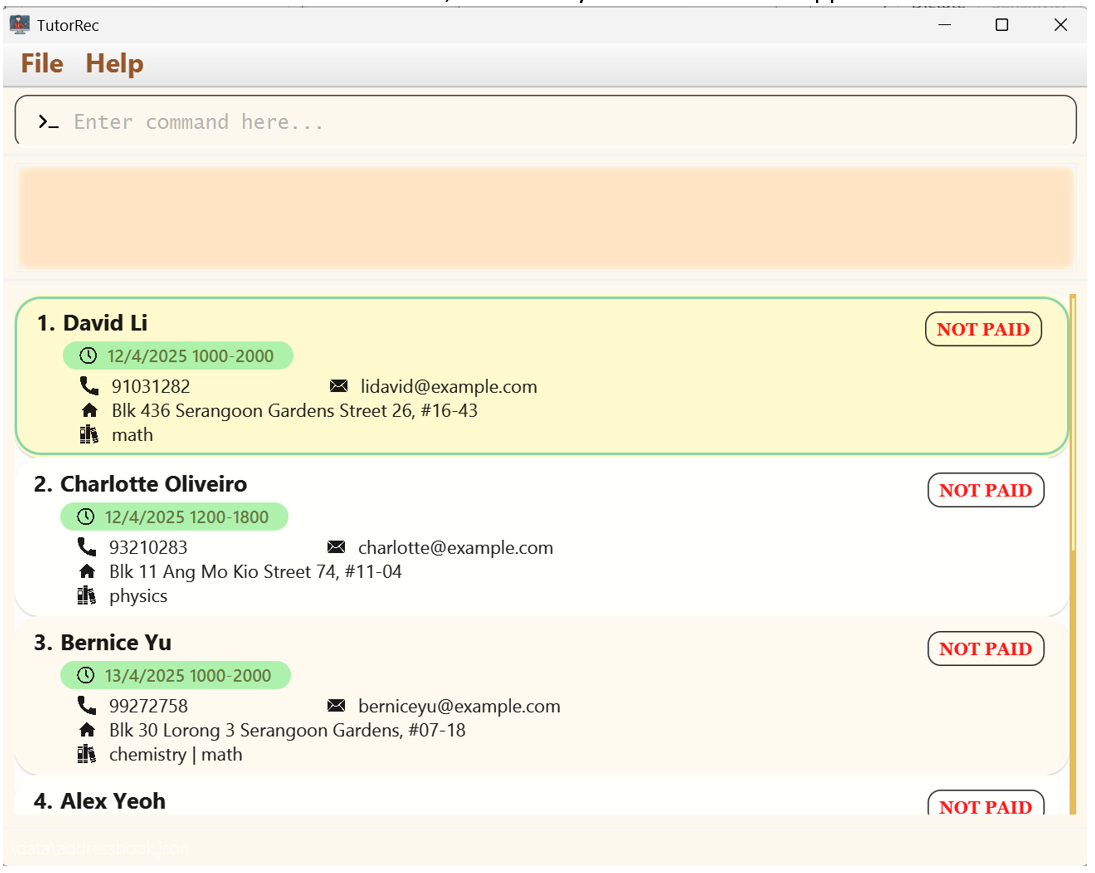 TutorRec
File Help
Enter command here...
1. David Li NOT PAID
12/4/2025 1000-2000
91031282 lidavid@example.com
Blk 436 Serangoon Gardens Street 26, #16-43
math
2. Charlotte Oliveiro NOT PAID
12/4/2025 1200-1800
93210283 charlotte@example.com
Blk 11 Ang Mo Kio Street 74, #11-04
physics
3. Bernice Yu NOT PAID
13/4/2025 1000-2000
99272758 berniceyu@example.com
Blk 30 Lorong 3 Serangoon Gardens, #07-18
chemistry | math
4. Alex Yeoh NOT PAID